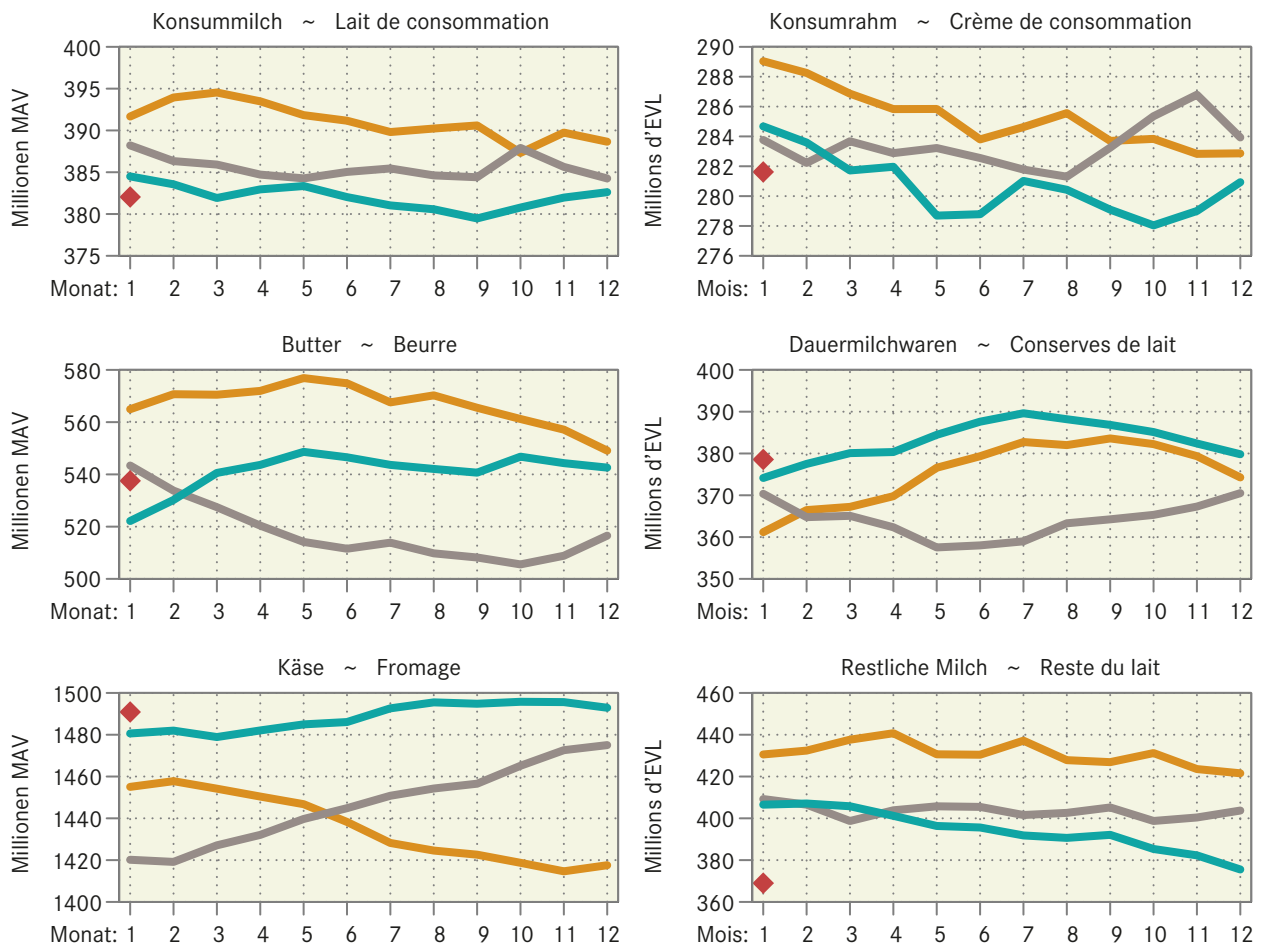 Konsummilch ~ Lait de consommation
Millionen MAV
400
395
390
385
380
375
Monat: 1 2 3 4 5 6 7 8 9 10 11 12
Konsumrahm ~ Crème de consommation
Millions d'EVL
290
288
286
284
282
280
278
276
Mois: 1 2 3 4 5 6 7 8 9 10 11 12
Butter ~ Beurre
Millionen MAV
580
560
540
520
500
Monat: 1 2 3 4 5 6 7 8 9 10 11 12
Dauermilchwaren ~ Conserves de lait
Millions d'EVL
400
390
380
370
360
350
Mois: 1 2 3 4 5 6 7 8 9 10 11 12
Käse ~ Fromage
Millionen MAV
1500
1480
1460
1440
1420
1400
Monat: 1 2 3 4 5 6 7 8 9 10 11 12
Restliche Milch ~ Reste du lait
Millions d'EVL
460
440
420
400
380
360
Mois: 1 2 3 4 5 6 7 8 9 10 11 12